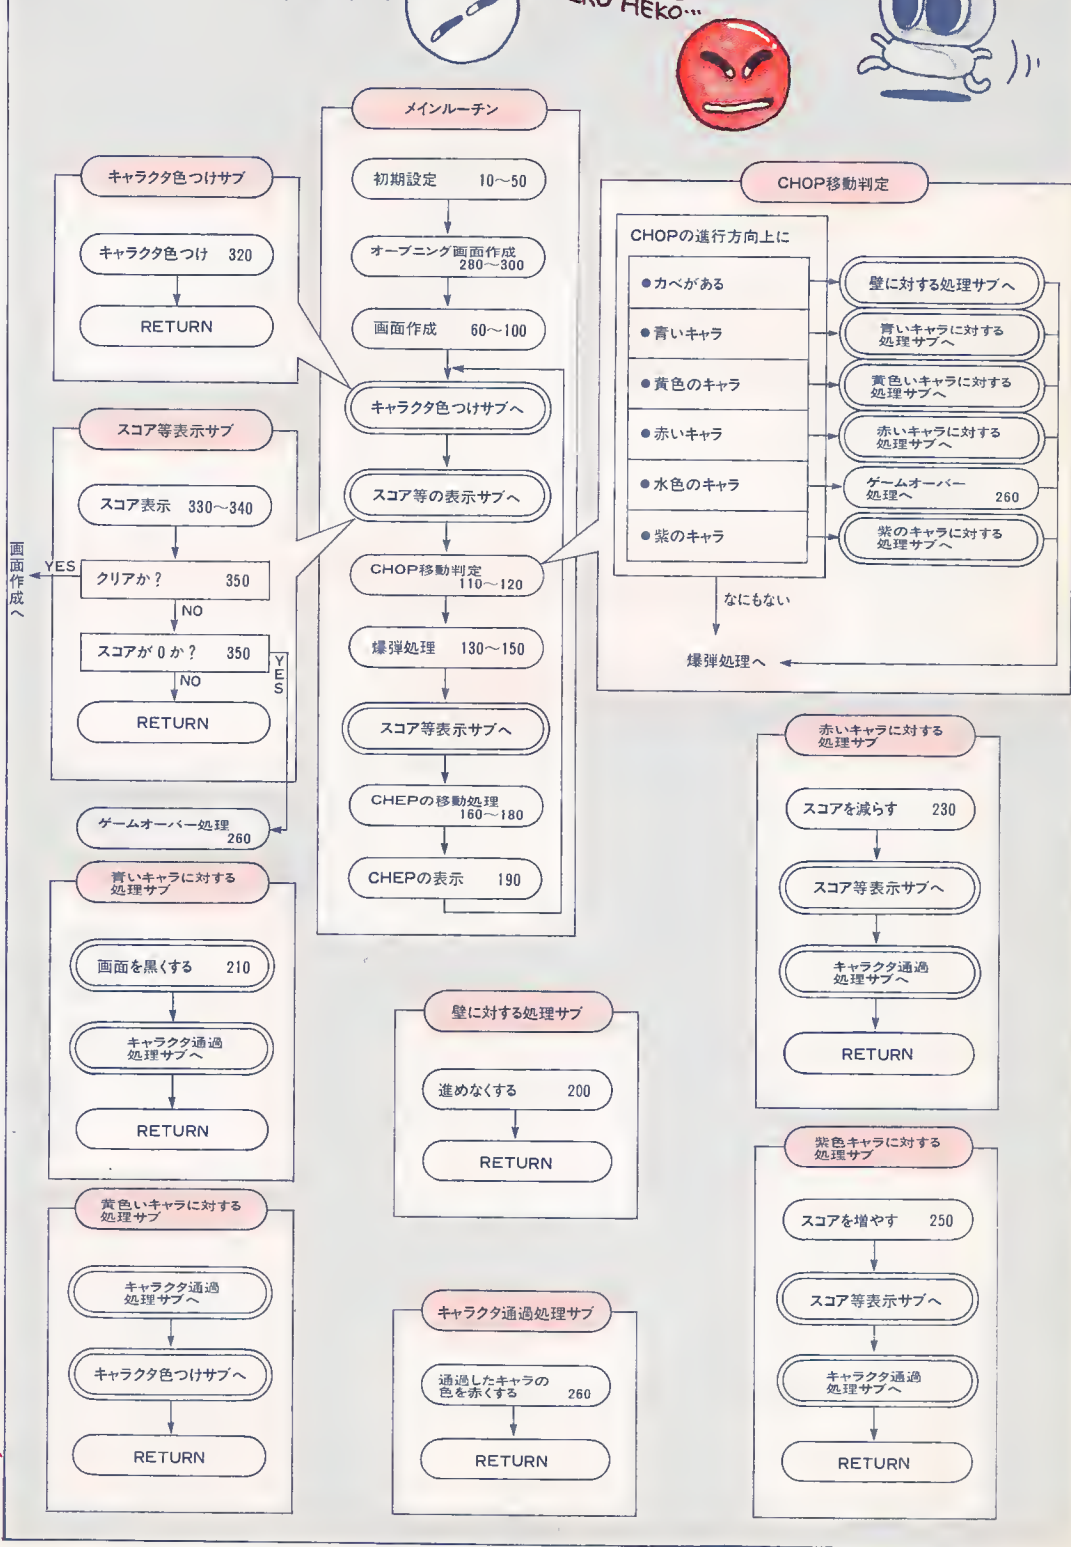 HEKO…
メインルーチン
初期設定 10～50
オープニング画面作成
280～300
画面作成 60～100
キャラクタ色つけサブへ
スコア等の表示サブへ
CHOP移動判定
110～120
爆弾処理 130～150
スコア等表示サブへ
CHEPの移動処理
160～180
CHEPの表示 190
キャラクタ色つけサブ
キャラクタ色つけ 320
RETURN
スコア等表示サブ
スコア表示 330～340
クリアか？ 350
YES
画面作成へ
NO
スコアが0か？ 350
YES
NO
RETURN
ゲームオーバー処理
260
CHOP移動判定
CHOPの進行方向上に
●カベがある
壁に対する処理サブへ
●青いキャラ
青いキャラに対する
処理サブへ
●黄色のキャラ
黄色いキャラに対する
処理サブへ
●赤いキャラ
赤いキャラに対する
処理サブへ
●水色のキャラ
ゲームオーバー
処理へ 260
●紫のキャラ
紫のキャラに対する
処理サブへ
なにもない
爆弾処理へ
青いキャラに対する
処理サブ
画面を黒くする 210
キャラクタ通過
処理サブへ
RETURN
黄色いキャラに対する
処理サブ
キャラクタ通過
処理サブへ
キャラクタ色つけサブへ
RETURN
壁に対する処理サブ
進めなくする 200
RETURN
キャラクタ通過処理サブ
通過したキャラの
色を赤くする 260
RETURN
赤いキャラに対する
処理サブ
スコアを減らす 230
スコア等表示サブへ
キャラクタ通過
処理サブへ
RETURN
紫色キャラに対する
処理サブ
スコアを増やす 250
スコア等表示サブへ
キャラクタ通過
処理サブへ
RETURN